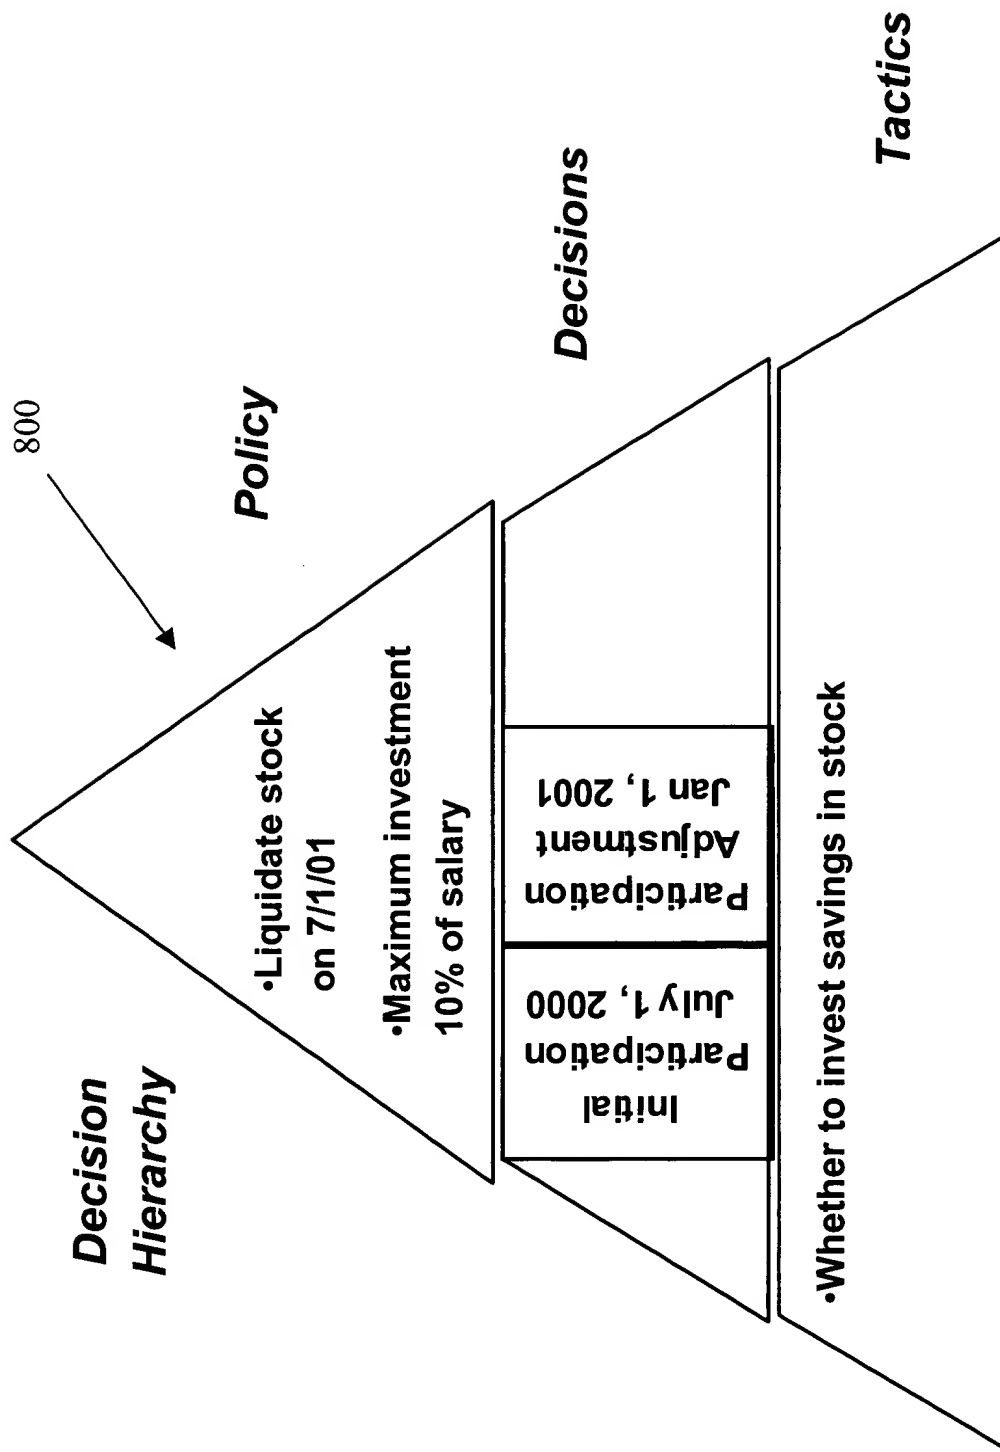 Decision
Hierarchy
800
Policy
•Liquidate stock
on 7/1/01
•Maximum investment
10% of salary
Decisions
Initial
Participation
July 1, 2000
Participation
Adjustment
Jan 1, 2001
Tactics
•Whether to invest savings in stock